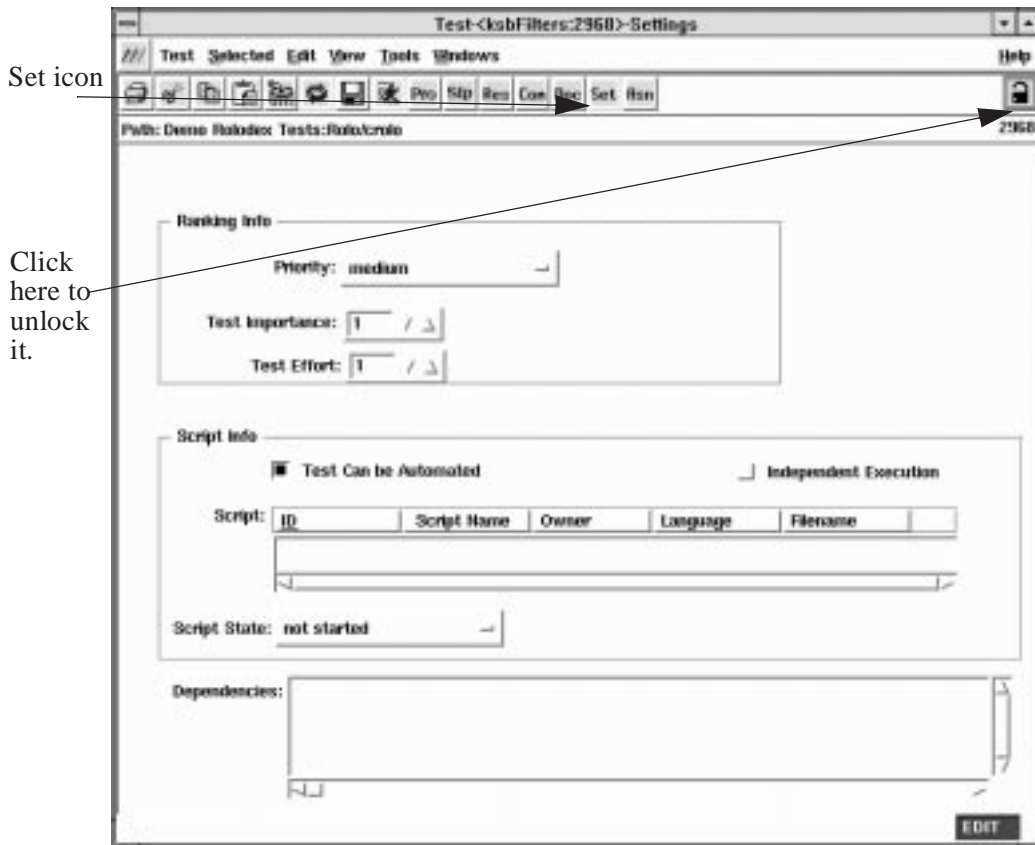 Test-<ksbFilters:2968>-Settings
Test Selected Edit View Tools Windows Help
Set icon
Pro Stp Res Con Doc Set Asn
Path: Demo Rolodex Tests:Rolo/crolo 2968
Ranking Info
Click
here to
unlock
it.
Priority: medium
Test Importance: 1
Test Effort: 1
Script Info
Test Can be Automated Independent Execution
Script: ID Script Name Owner Language Filename
Script State: not started
Dependencies:
EDIT